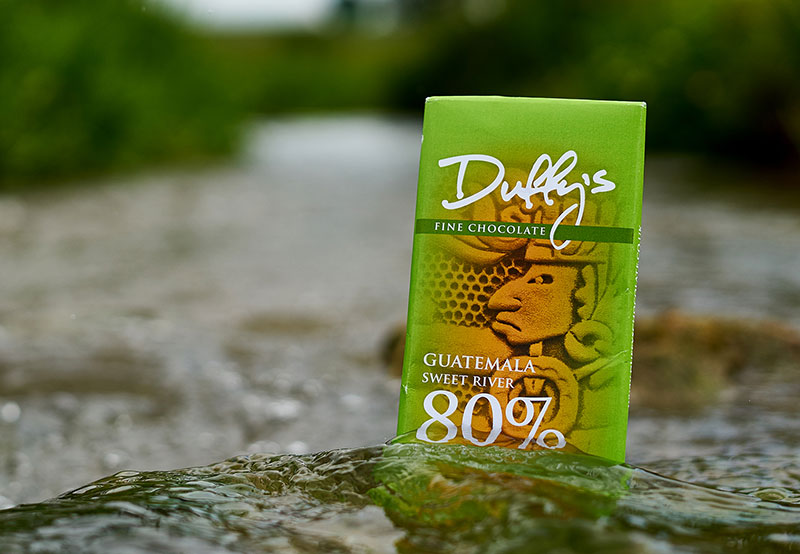 Duffy's
FINE CHOCOLATE
GUATEMALA
SWEET RIVER
80%